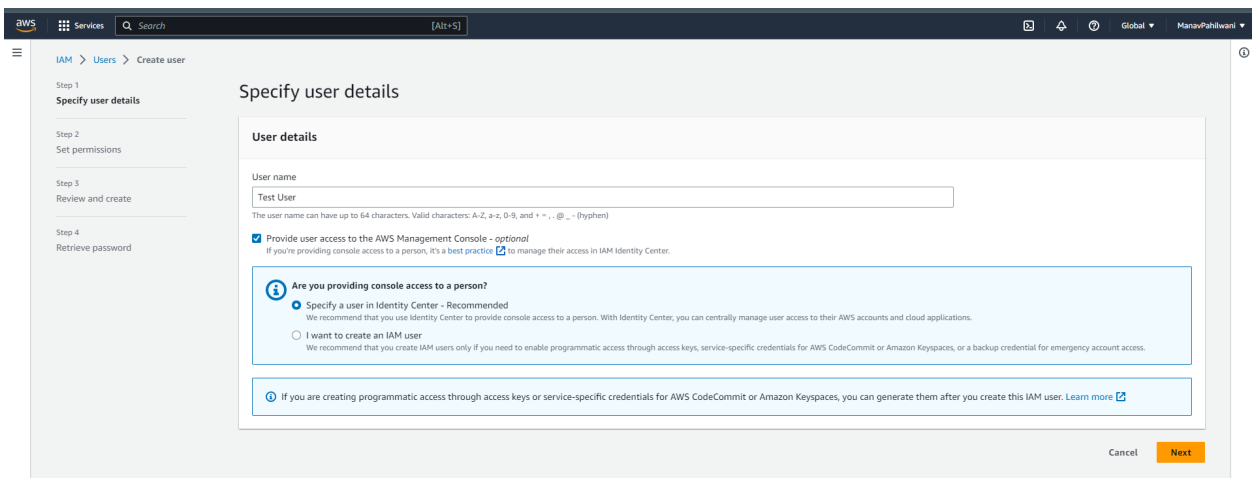 aws Services Search [Alt+S] Global ManavPahilwani
IAM > Users > Create user
Step 1
Specify user details
Step 2
Set permissions
Step 3
Review and create
Step 4
Retrieve password
Specify user details
User details
User name
Test User
The user name can have up to 64 characters. Valid characters: A-Z, a-z, 0-9, and + = , . @ _ - (hyphen)
Provide user access to the AWS Management Console - optional
If you're providing console access to a person, it's a best practice to manage their access in IAM Identity Center.
Are you providing console access to a person?
Specify a user in Identity Center - Recommended
We recommend that you use Identity Center to provide console access to a person. With Identity Center, you can centrally manage user access to their AWS accounts and cloud applications.
I want to create an IAM user
We recommend that you create IAM users only if you need to enable programmatic access through access keys, service-specific credentials for AWS CodeCommit or Amazon Keyspaces, or a backup credential for emergency account access.
If you are creating programmatic access through access keys or service-specific credentials for AWS CodeCommit or Amazon Keyspaces, you can generate them after you create this IAM user. Learn more
Cancel Next